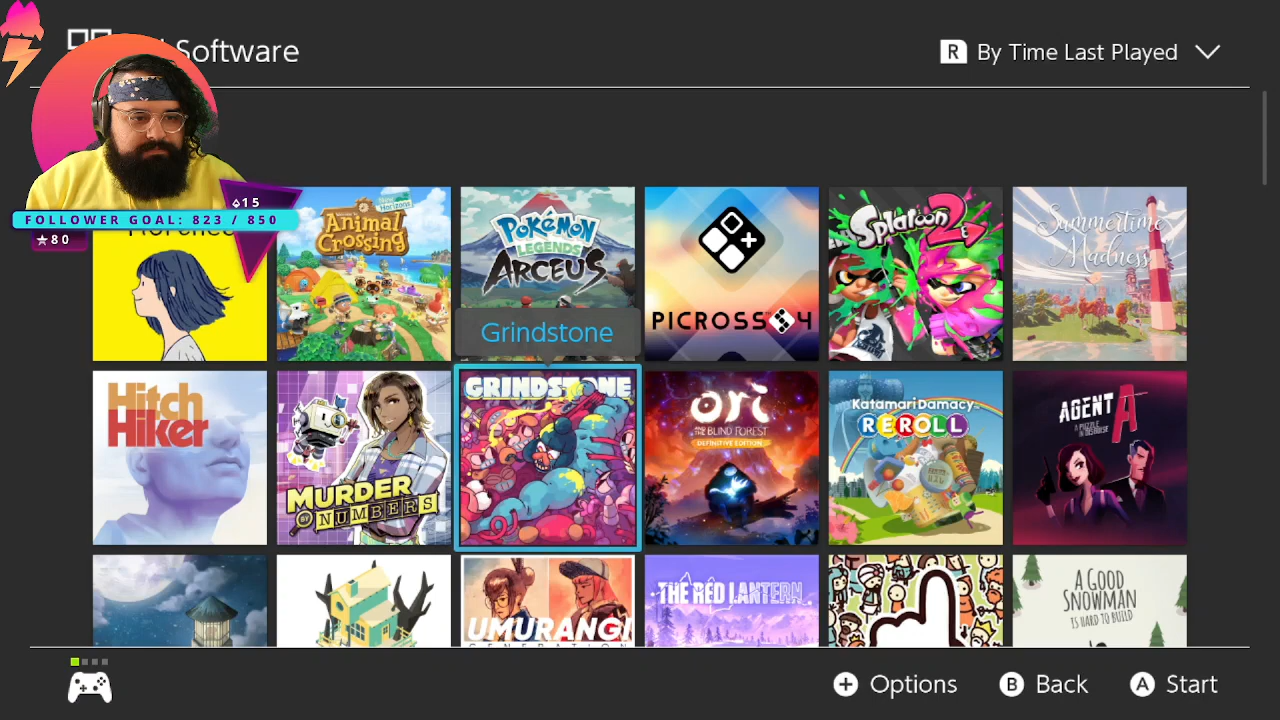 Software
R By Time Last Played
15
FOLLOWER GOAL: 823 / 850
80
Animal Crossing
New Horizons
Pokémon
LEGENDS
ARCEUS
PICROSS S4
Splatoon 2
Summertime Madness
Grindstone
Hitch Hiker
MURDER
BY NUMBERS
GRINDSTONE
ori
AND THE BLIND FOREST
DEFINITIVE EDITION
Katamari Damacy
REROLL
AGENT A
A PUZZLE IN DISGUISE
UMURANGI
GENERATION
THE RED LANTERN
A GOOD
SNOWMAN
IS HARD TO BUILD
+ Options
B Back
A Start